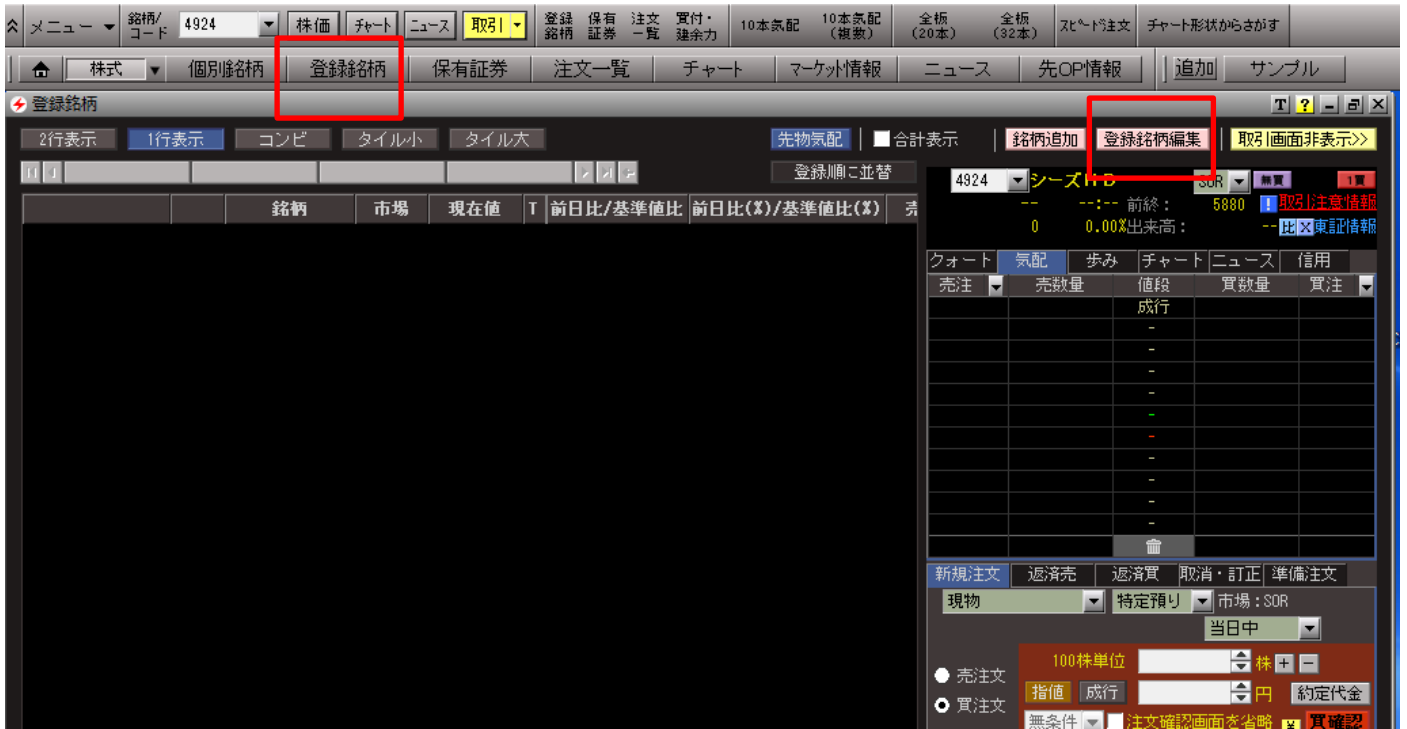 メニュー 銘柄/コード 4924 株価 チャート ニュース 取引 登録銘柄 保有証券 注文一覧 買付・建余力 10本気配 10本気配(複数) 全板(20本) 全板(32本) スピード注文 チャート形状からさがす
株式 個別銘柄 登録銘柄 保有証券 注文一覧 チャート マーケット情報 ニュース 先OP情報 追加 サンプル
登録銘柄 T ?
2行表示 1行表示 コンビ タイル小 タイル大 先物気配 合計表示 銘柄追加 登録銘柄編集 取引画面非表示>>
登録順に並替
銘柄 市場 現在値 T 前日比/基準値比 前日比(%)/基準値比(%) 売
4924 シーズHD SOR 無買 1買
-- --:-- 前終: 5880 ! 取引注意情報
0 0.00% 出来高: -- 比 X 東証情報
クォート 気配 歩み チャート ニュース 信用
売注 売数量 値段 買数量 買注
成行
-
-
-
-
-
-
-
-
-
-
新規注文 返済売 返済買 取消・訂正 準備注文
現物 特定預り 市場:SOR
当日中
100株単位 株 + -
売注文
指値 成行 円 約定代金
買注文
無条件 注文確認画面を省略 ¥ 買確認